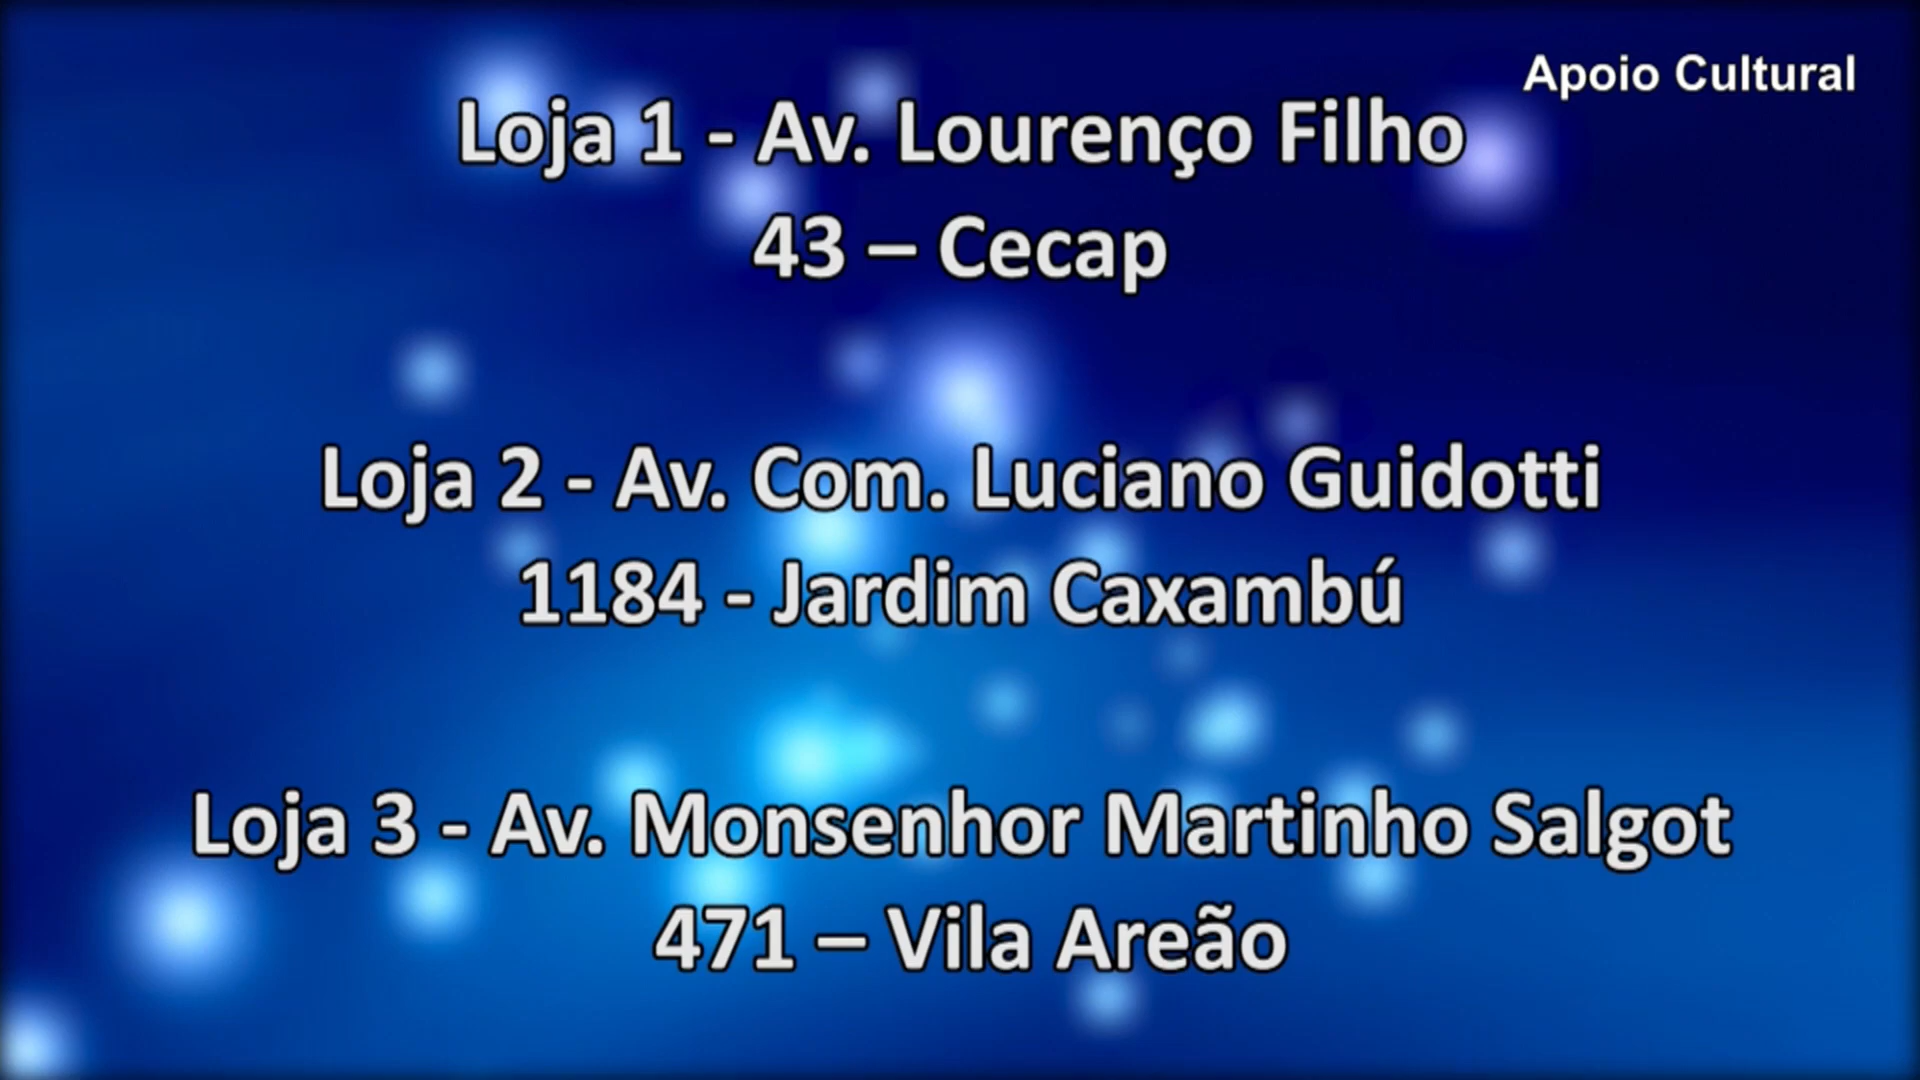 Apoio Cultural
Loja 1 - Av. Lourenço Filho
43 – Cecap
Loja 2 - Av. Com. Luciano Guidotti
1184 - Jardim Caxambú
Loja 3 - Av. Monsenhor Martinho Salgot
471 – Vila Areão